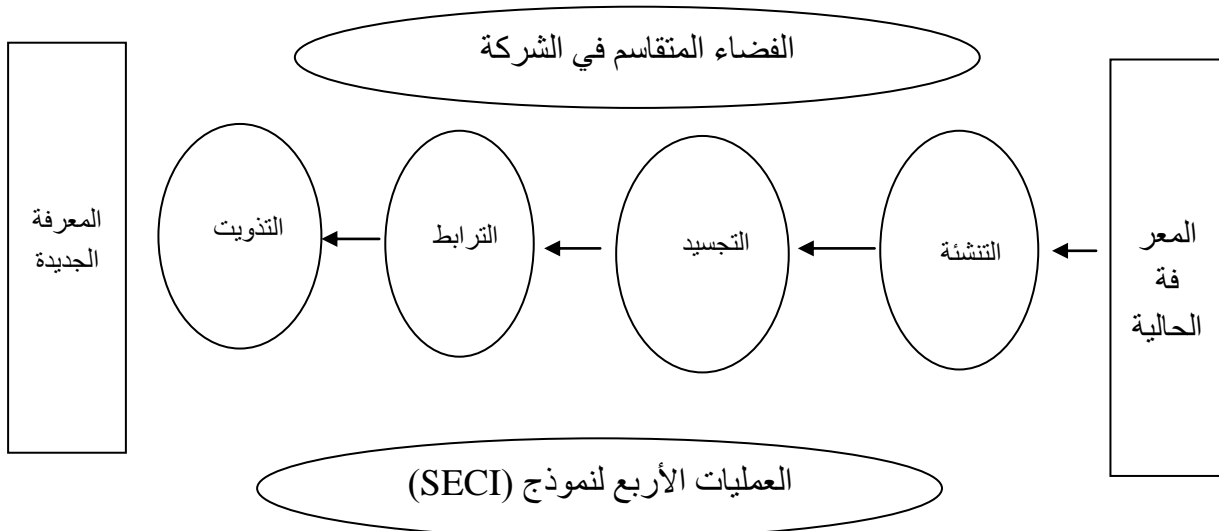 الفضاء المتقاسم في الشركة
المعر
فة
الحالية
التنشئة
التجسيد
الترابط
التذويت
المعرفة
الجديدة
العمليات الأربع لنموذج (SECI)